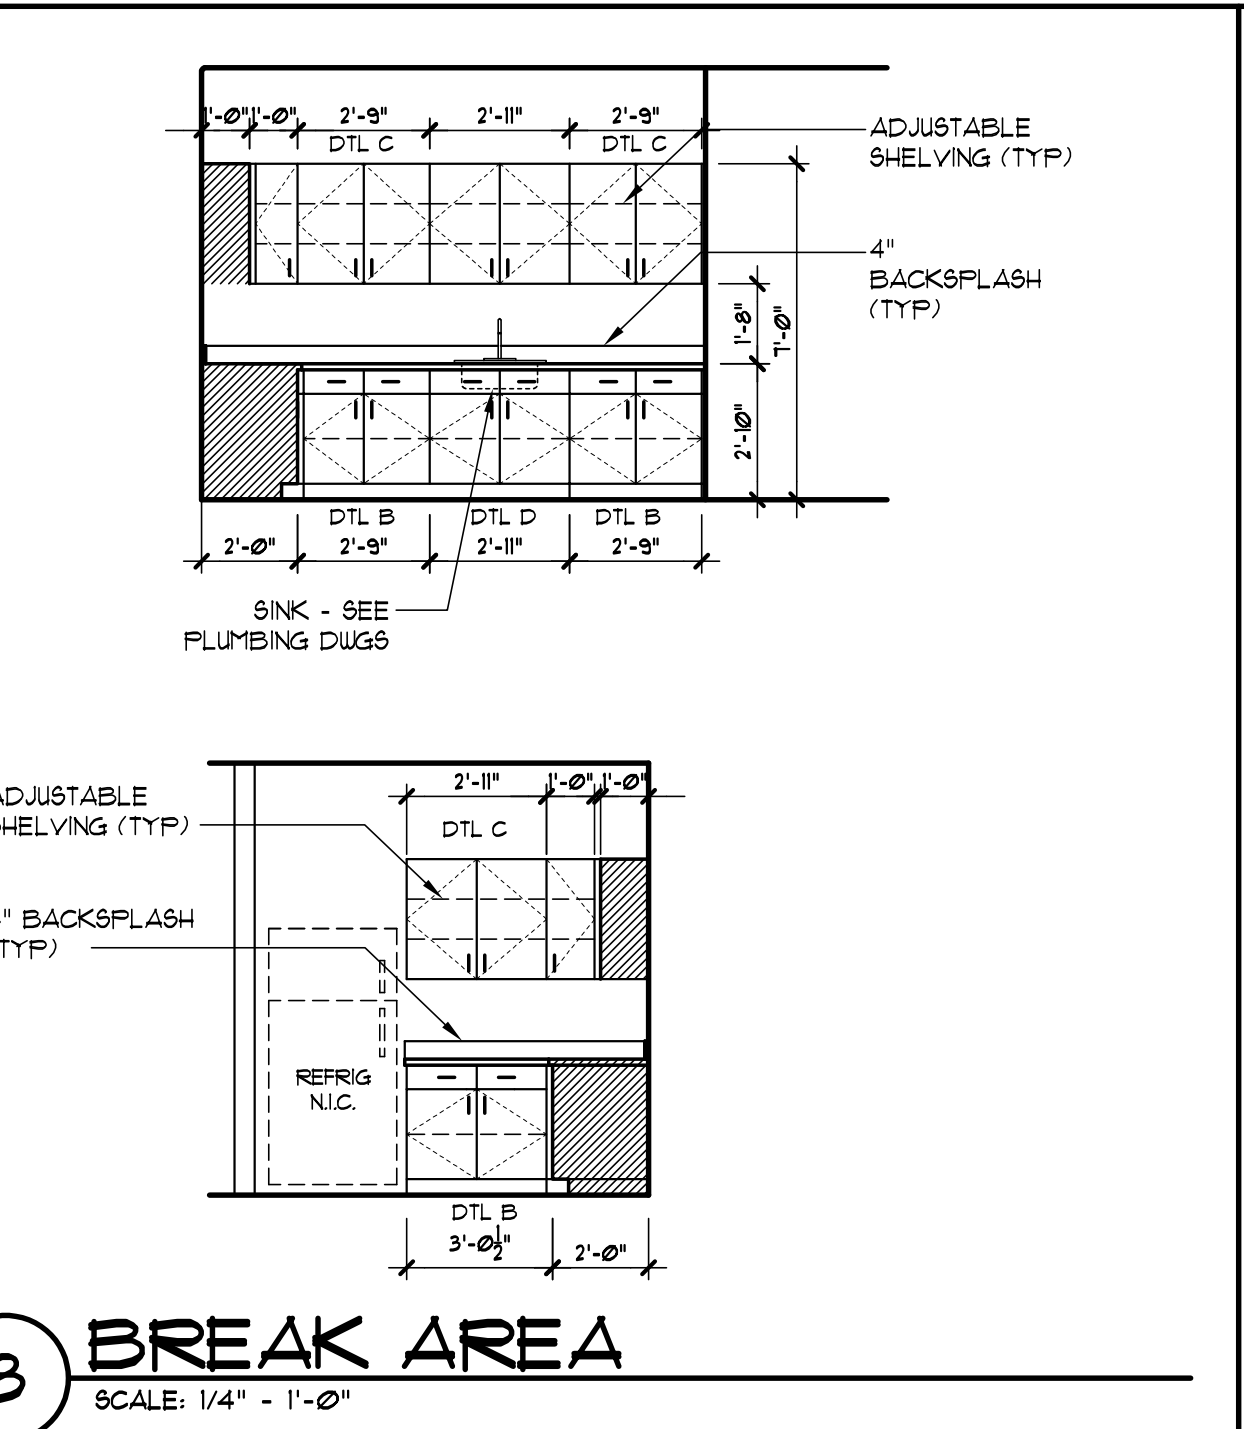 1'-0" 1'-0" 2'-9" 2'-11" 2'-9"
DTL C DTL C
ADJUSTABLE
SHELVING (TYP)
4"
BACKSPLASH
(TYP)
1'-8"
7'-0"
2'-10"
DTL B DTL D DTL B
2'-0" 2'-9" 2'-11" 2'-9"
SINK - SEE
PLUMBING DWGS
2'-11" 1'-0" 1'-0"
ADJUSTABLE
SHELVING (TYP)
DTL C
" BACKSPLASH
TYP)
REFRIG
N.I.C.
DTL B
3'-0 1/2" 2'-0"
3 BREAK AREA
SCALE: 1/4" - 1'-0"